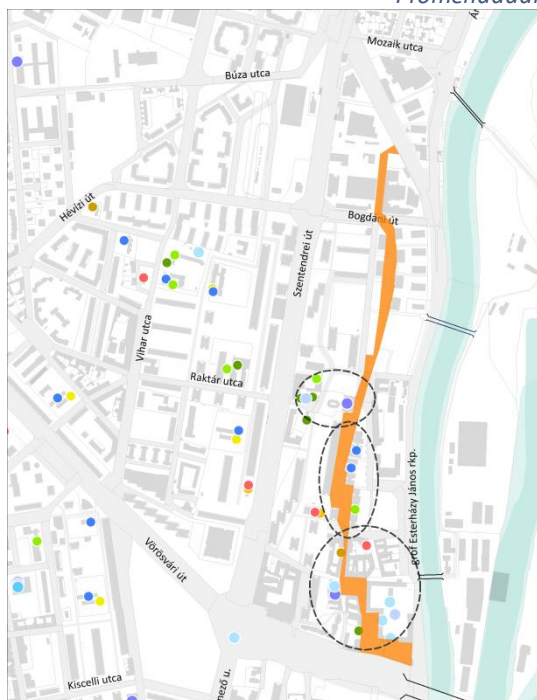 Mozaik utca
Búza utca
Hévízi út
Bogdáni út
Szentendrei út
Vihar utca
Raktár utca
gróf Esterházy János rkp.
Vörösvári út
Kiscelli utca
mező u.